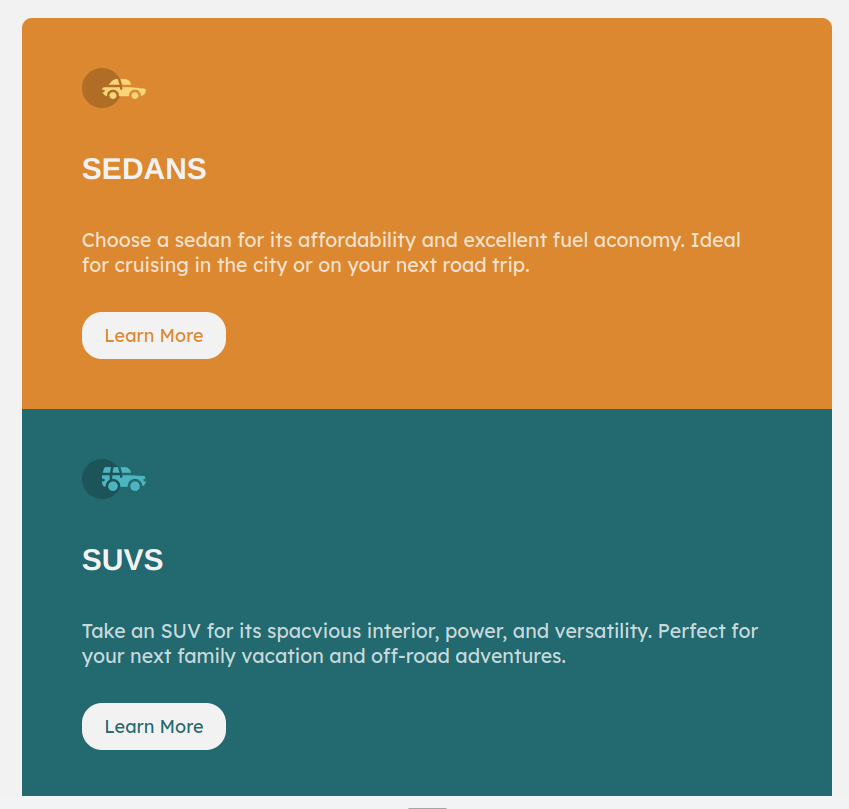 SEDANS
Choose a sedan for its affordability and excellent fuel aconomy. Ideal
for cruising in the city or on your next road trip.
Learn More
SUVS
Take an SUV for its spacvious interior, power, and versatility. Perfect for
your next family vacation and off-road adventures.
Learn More